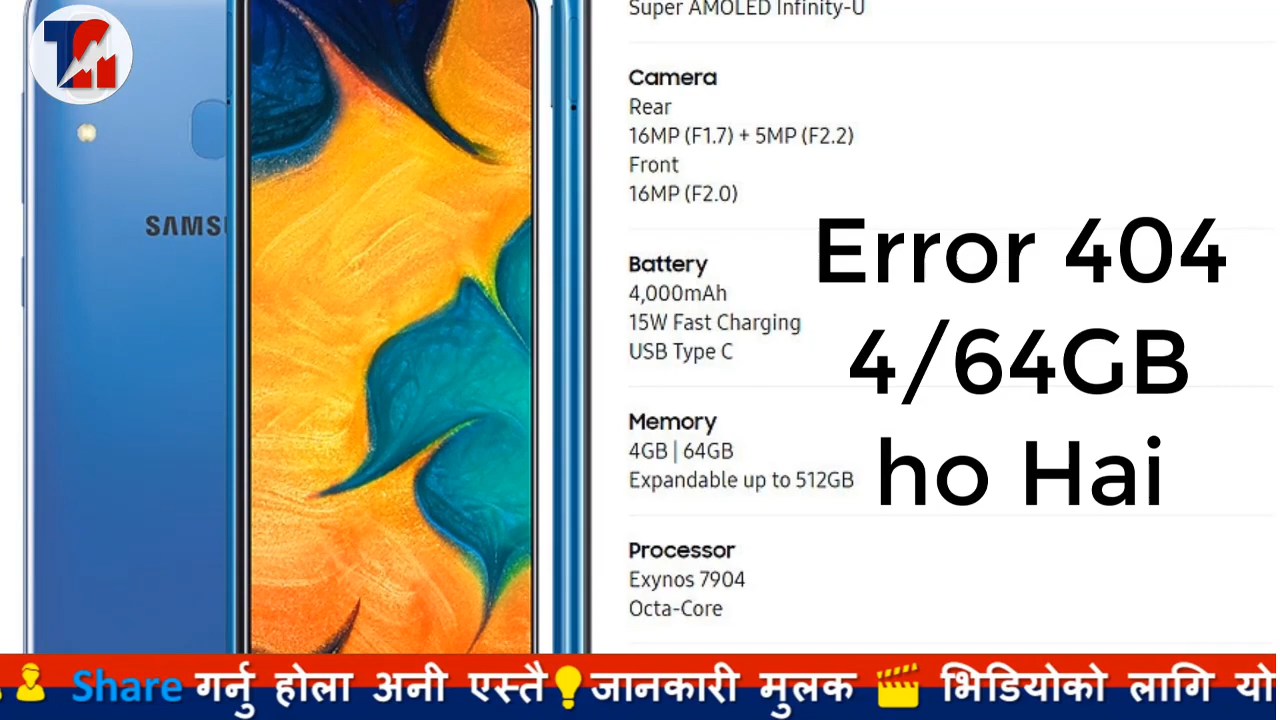 Super AMOLED Infinity-U
Camera
Rear
16MP (F1.7) + 5MP (F2.2)
Front
16MP (F2.0)
Battery
4,000mAh
15W Fast Charging
USB Type C
Memory
4GB | 64GB
Expandable up to 512GB
Processor
Exynos 7904
Octa-Core
Error 404
4/64GB
ho Hai
SAMS
Share गर्नु होला अनी एस्तै जानकारी मुलक भिडियोको लागि यो